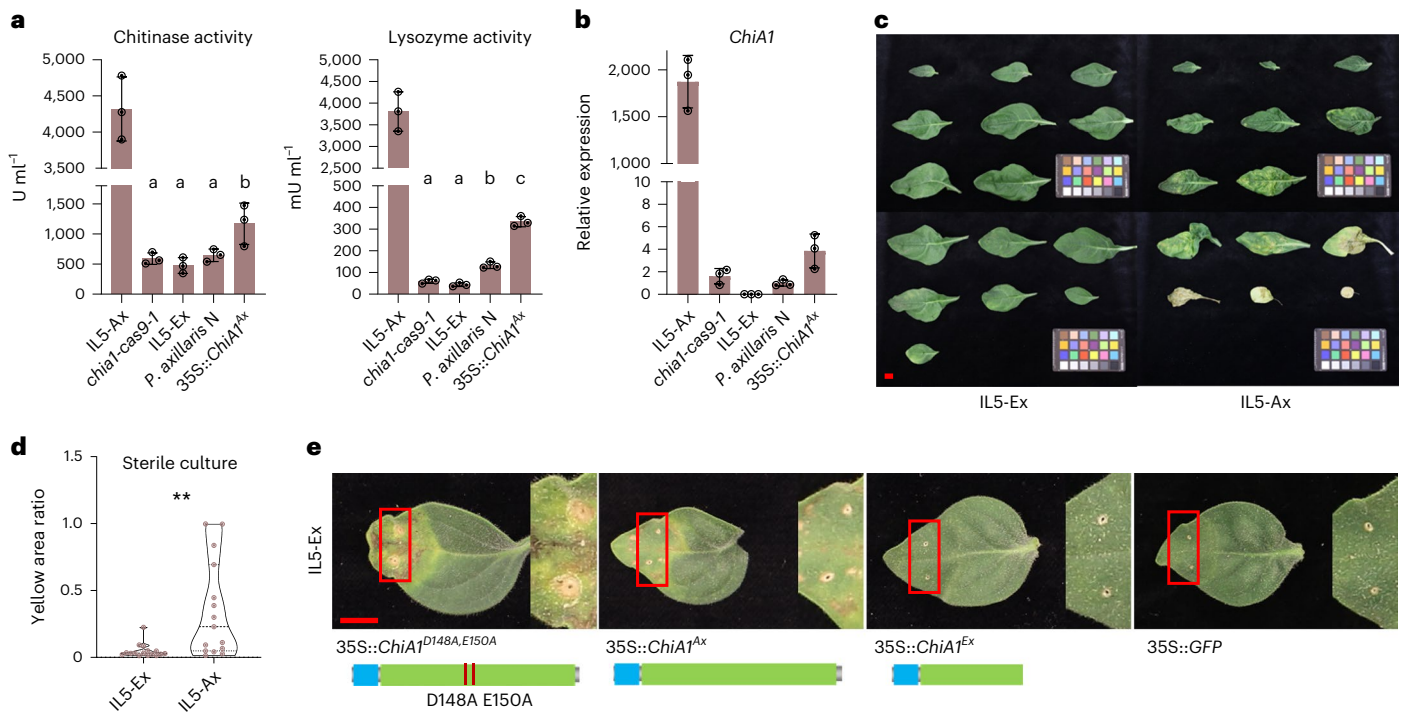 a
Chitinase activity
U ml⁻¹
5,000
4,500
4,000
3,500
1,500
1,000
500
0
a
a
a
b
IL5-Ax
chia1-cas9-1
IL5-Ex
P. axillaris N
35S::ChiA1ᴬˣ
Lysozyme activity
mU ml⁻¹
5,000
4,500
4,000
3,500
3,000
2,500
500
400
300
200
100
0
a
a
b
c
IL5-Ax
chia1-cas9-1
IL5-Ex
P. axillaris N
35S::ChiA1ᴬˣ
b
ChiA1
Relative expression
2,000
1,500
1,000
10
8
6
4
2
0
IL5-Ax
chia1-cas9-1
IL5-Ex
P. axillaris N
35S::ChiA1ᴬˣ
c
IL5-Ex
IL5-Ax
d
Sterile culture
Yellow area ratio
1.5
1.0
0.5
0
**
IL5-Ex
IL5-Ax
e
IL5-Ex
35S::ChiA1ᴰ¹⁴⁸ᴬ,ᴱ¹⁵⁰ᴬ
D148A E150A
35S::ChiA1ᴬˣ
35S::ChiA1ᴱˣ
35S::GFP